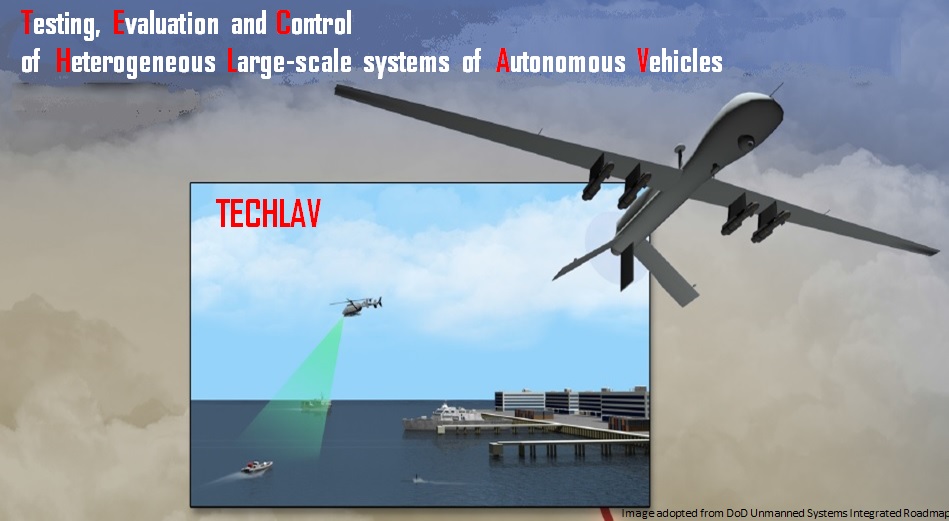 Testing, Evaluation and Control
of Heterogeneous Large-scale systems of Autonomous Vehicles
TECHLAV
Image adopted from DoD Unmanned Systems Integrated Roadmap